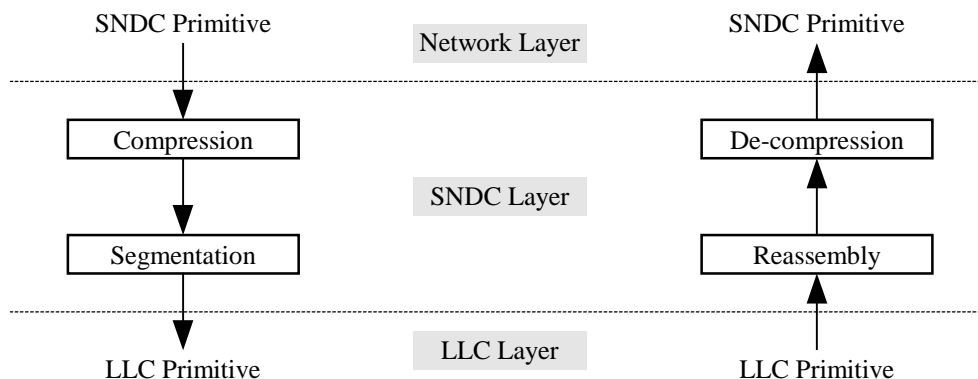 SNDC Primitive
Network Layer
SNDC Primitive
Compression
De-compression
SNDC Layer
Segmentation
Reassembly
LLC Layer
LLC Primitive
LLC Primitive